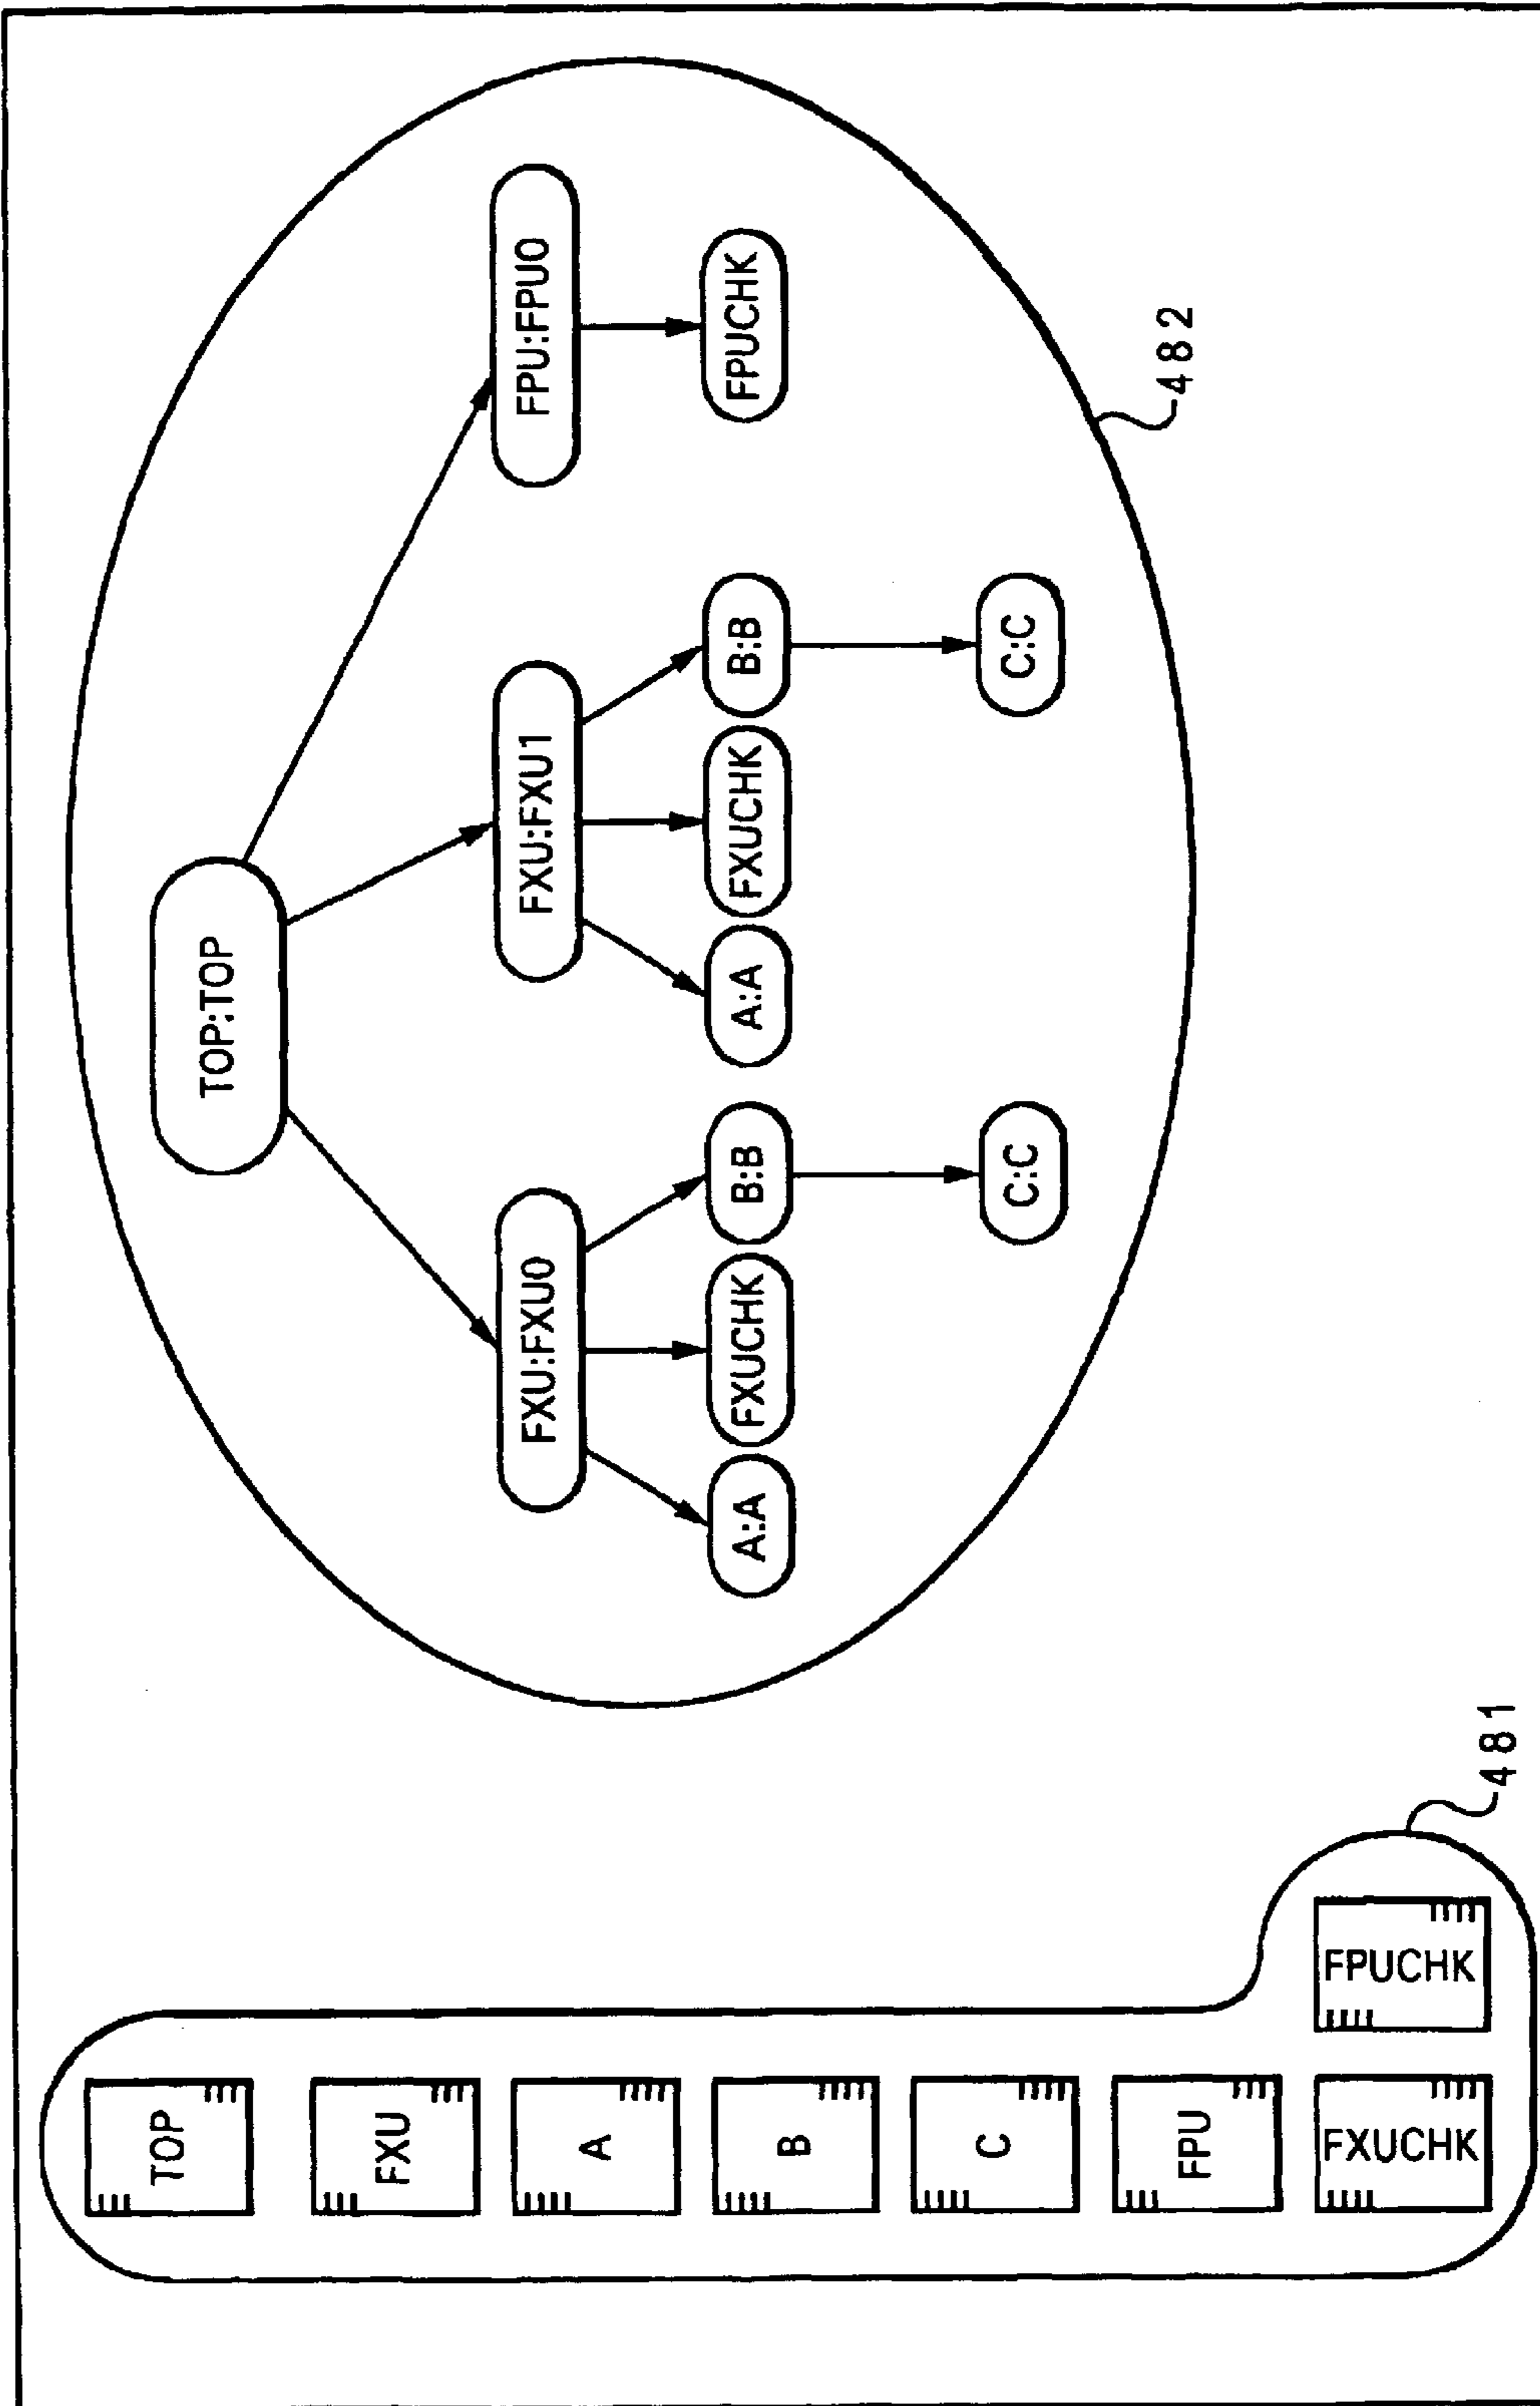 TOP
FXU
A
B
C
FPU
FXUCHK
FPUCHK
481
TOP:TOP
FXU:FXU0
FXU:FXU1
FPU:FPU0
A:A
FXUCHK
B:B
A:A
FXUCHK
B:B
FPUCHK
C:C
C:C
482